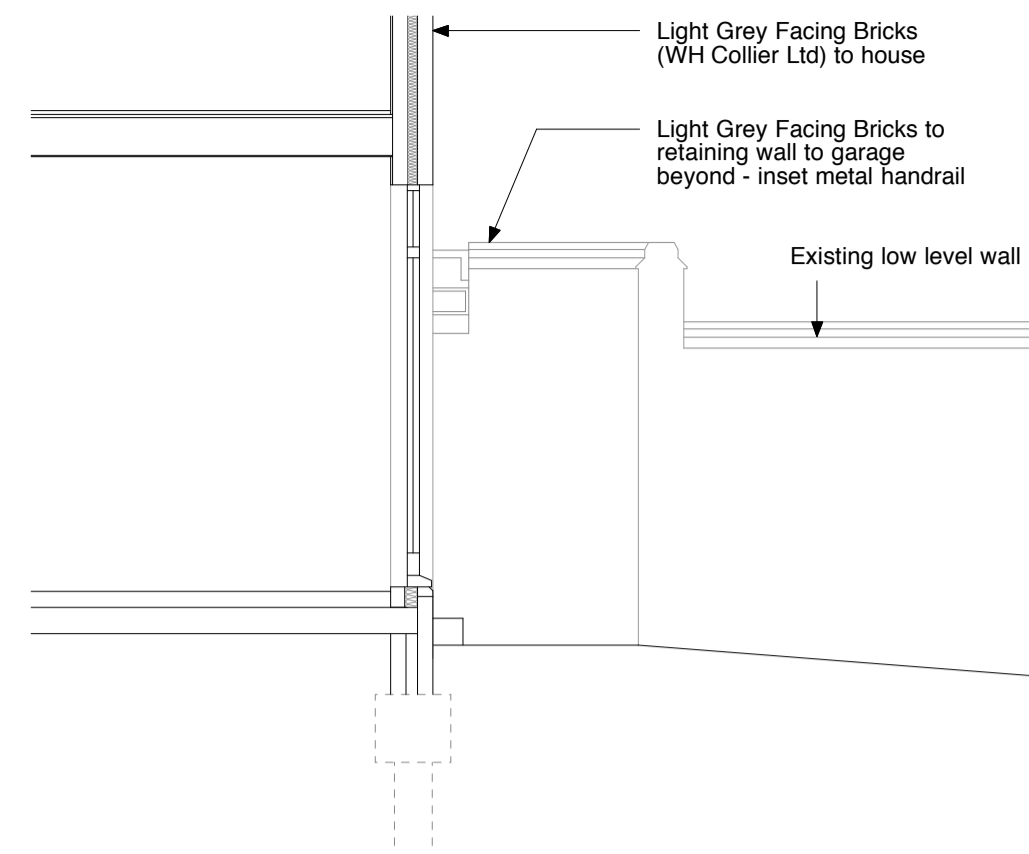 Light Grey Facing Bricks
(WH Collier Ltd) to house
Light Grey Facing Bricks to
retaining wall to garage
beyond - inset metal handrail
Existing low level wall